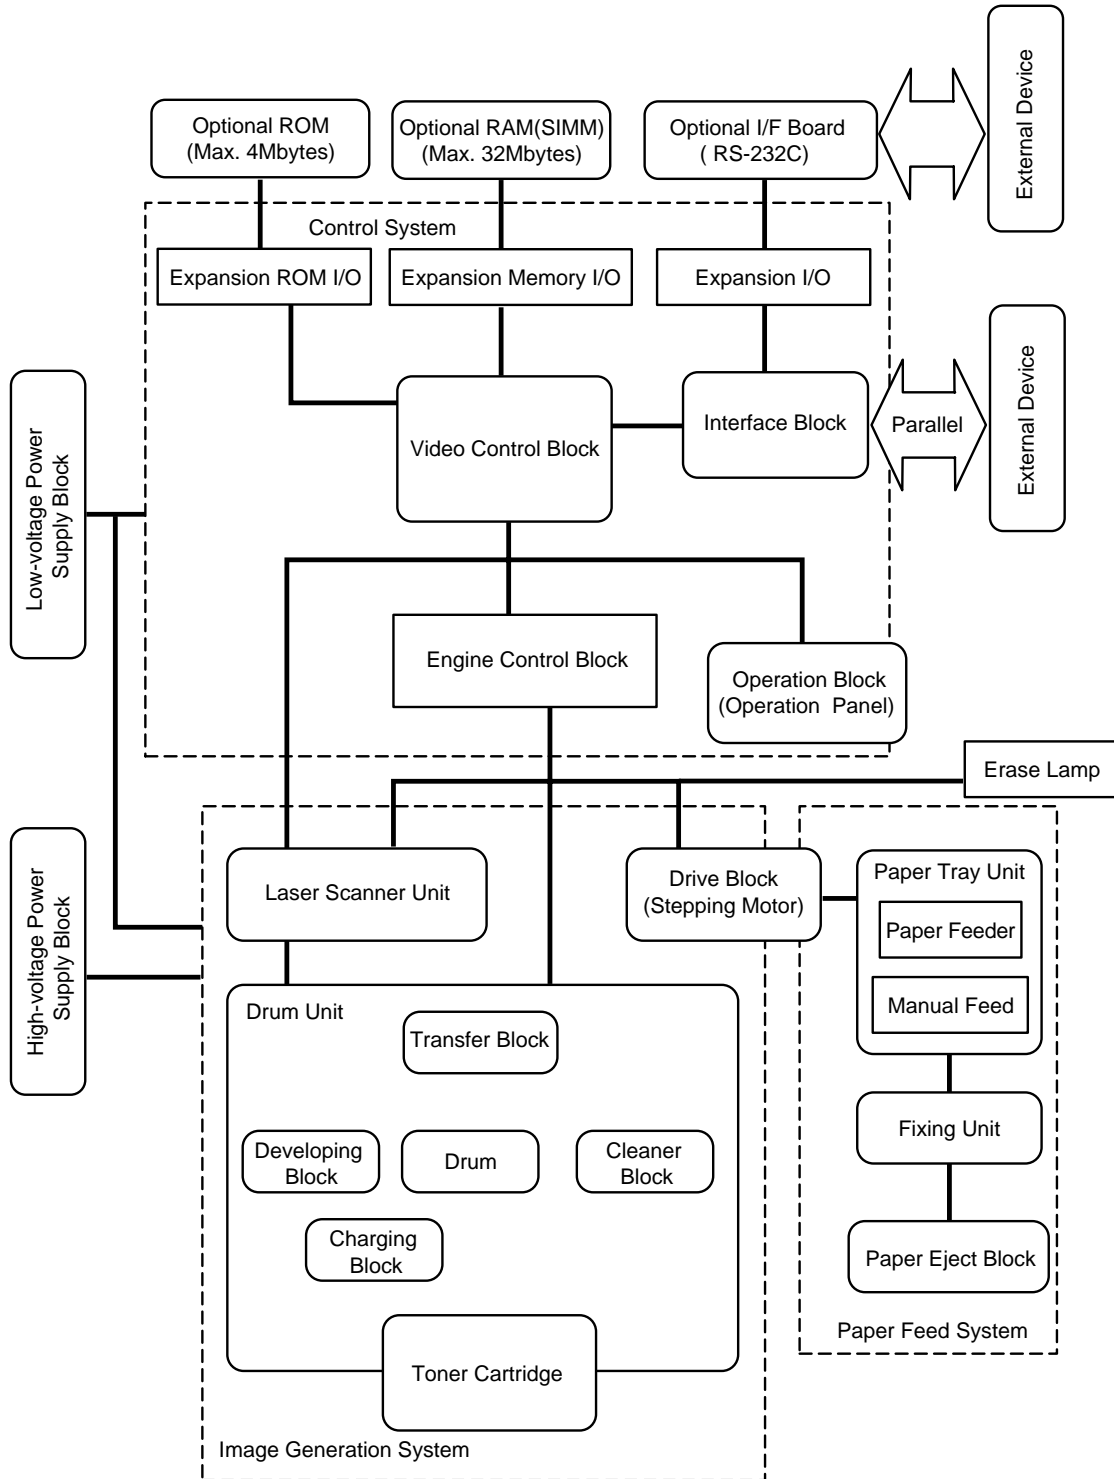 External Device
Optional ROM
(Max. 4Mbytes)
Optional RAM(SIMM)
(Max. 32Mbytes)
Optional I/F Board
( RS-232C)
Control System
Expansion ROM I/O
Expansion Memory I/O
Expansion I/O
Low-voltage Power
Supply Block
Video Control Block
Interface Block
Parallel
External Device
Engine Control Block
Operation Block
(Operation  Panel)
Erase Lamp
High-voltage Power
Supply Block
Laser Scanner Unit
Drive Block
(Stepping Motor)
Paper Tray Unit
Paper Feeder
Manual Feed
Drum Unit
Transfer Block
Developing
Block
Drum
Cleaner
Block
Fixing Unit
Charging
Block
Paper Eject Block
Paper Feed System
Toner Cartridge
Image Generation System